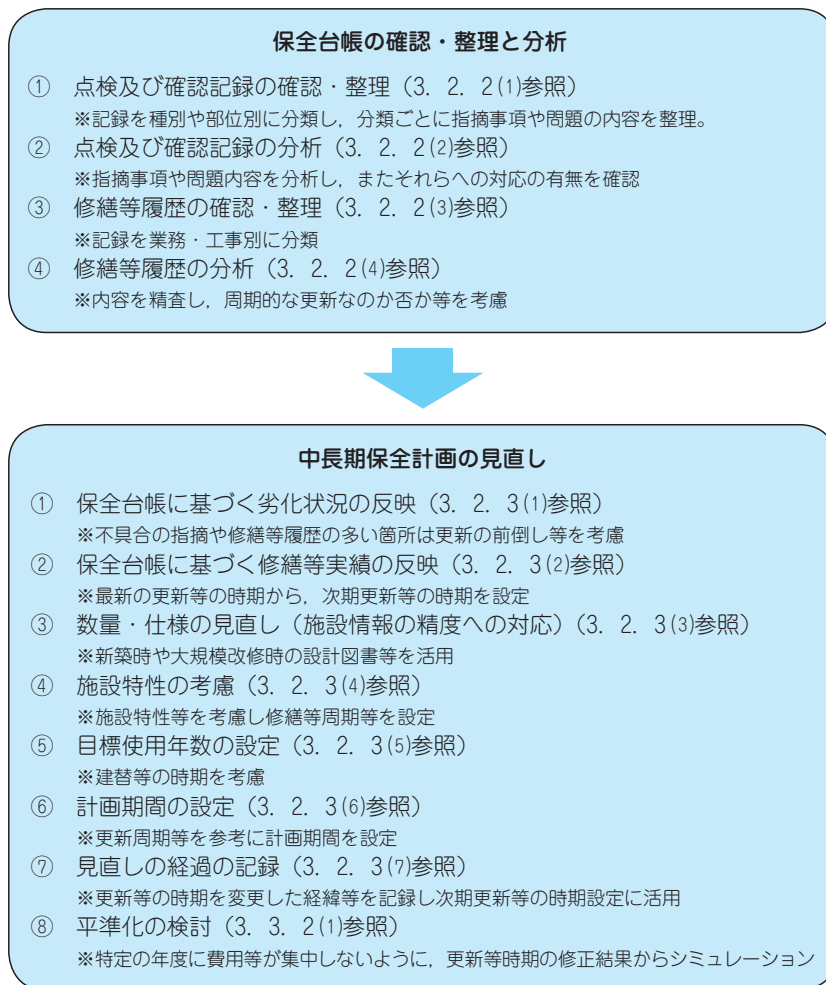 保全台帳の確認・整理と分析
① 点検及び確認記録の確認・整理（3．2．2(1)参照）
※記録を種別や部位別に分類し，分類ごとに指摘事項や問題の内容を整理。
② 点検及び確認記録の分析（3．2．2(2)参照）
※指摘事項や問題内容を分析し，またそれらへの対応の有無を確認
③ 修繕等履歴の確認・整理（3．2．2(3)参照）
※記録を業務・工事別に分類
④ 修繕等履歴の分析（3．2．2(4)参照）
※内容を精査し，周期的な更新なのか否か等を考慮
中長期保全計画の見直し
① 保全台帳に基づく劣化状況の反映（3．2．3(1)参照）
※不具合の指摘や修繕等履歴の多い箇所は更新の前倒し等を考慮
② 保全台帳に基づく修繕等実績の反映（3．2．3(2)参照）
※最新の更新等の時期から，次期更新等の時期を設定
③ 数量・仕様の見直し（施設情報の精度への対応）（3．2．3(3)参照）
※新築時や大規模改修時の設計図書等を活用
④ 施設特性の考慮（3．2．3(4)参照）
※施設特性等を考慮し修繕等周期等を設定
⑤ 目標使用年数の設定（3．2．3(5)参照）
※建替等の時期を考慮
⑥ 計画期間の設定（3．2．3(6)参照）
※更新周期等を参考に計画期間を設定
⑦ 見直しの経過の記録（3．2．3(7)参照）
※更新等の時期を変更した経緯等を記録し次期更新等の時期設定に活用
⑧ 平準化の検討（3．3．2(1)参照）
※特定の年度に費用等が集中しないように，更新等時期の修正結果からシミュレーション